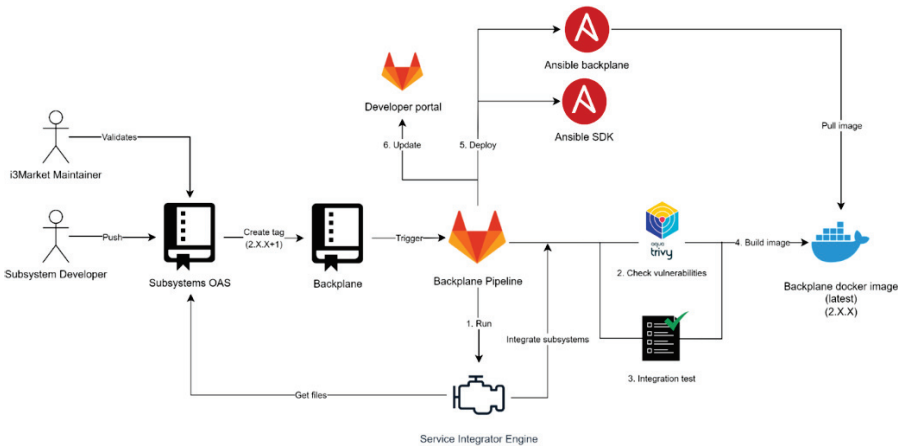 Ansible backplane
Developer portal
Ansible SDK
6. Update
5. Deploy
Pull image
i3Market Maintainer
Validates
Subsystem Developer
Push
Subsystems OAS
Create tag
(2.X.X+1)
Backplane
Trigger
Backplane Pipeline
aqua
trivy
2. Check vulnerabilities
4. Build image
Backplane docker image
(latest)
(2.X.X)
1. Run
Integrate subsystems
3. Integration test
Get files
Service Integrator Engine